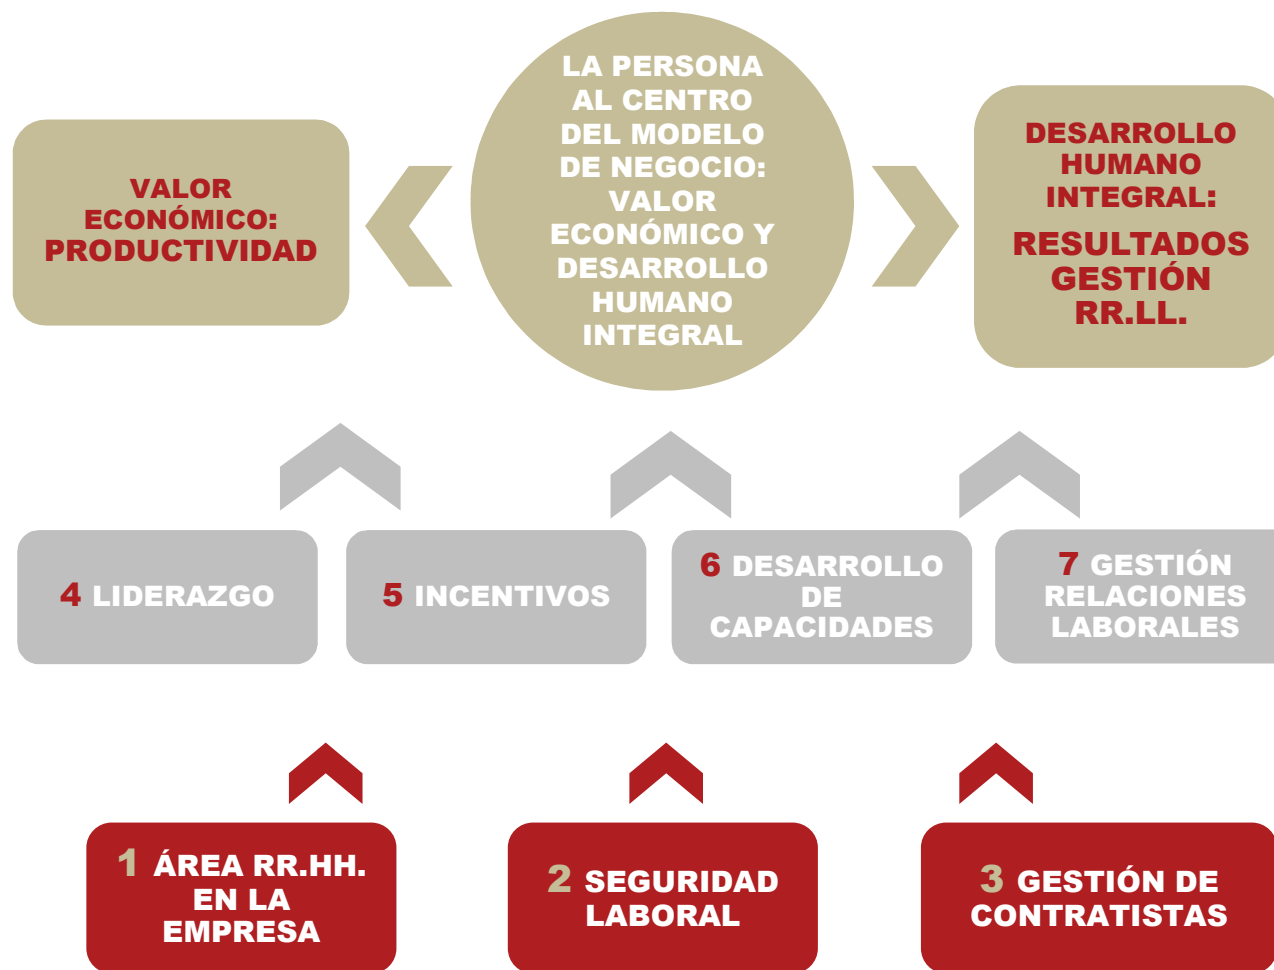 LA PERSONA
AL CENTRO
DEL MODELO
DE NEGOCIO:
VALOR
ECONÓMICO Y
DESARROLLO
HUMANO
INTEGRAL
VALOR
ECONÓMICO:
PRODUCTIVIDAD
DESARROLLO
HUMANO
INTEGRAL:
RESULTADOS
GESTIÓN
RR.LL.
4 LIDERAZGO
5 INCENTIVOS
6 DESARROLLO
DE
CAPACIDADES
7 GESTIÓN
RELACIONES
LABORALES
1 ÁREA RR.HH.
EN LA
EMPRESA
2 SEGURIDAD
LABORAL
3 GESTIÓN DE
CONTRATISTAS